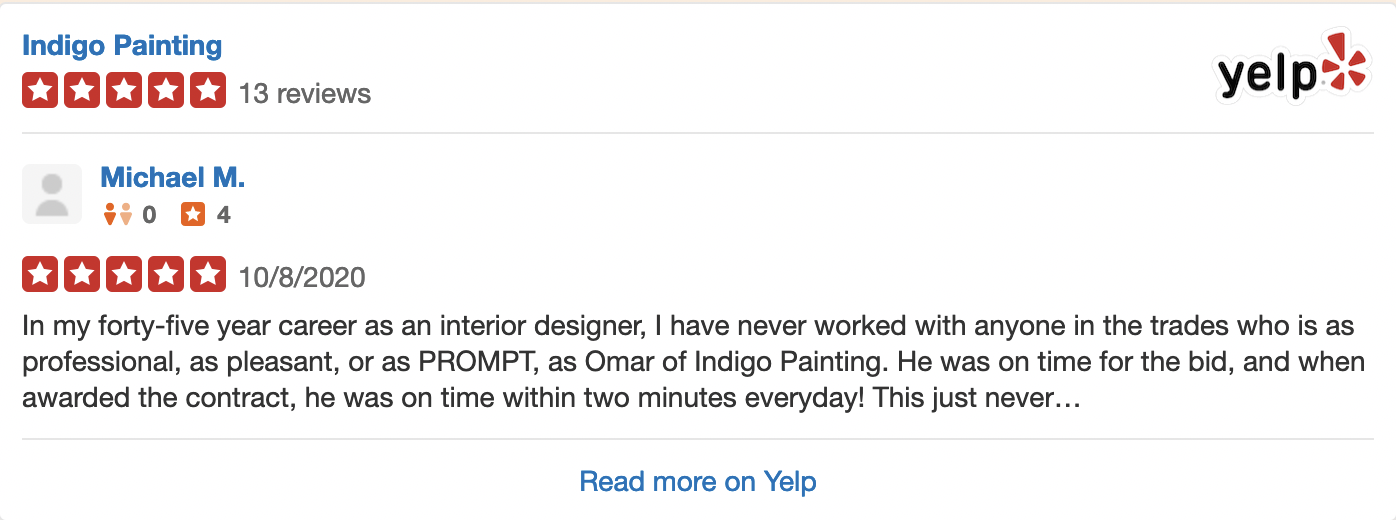 Indigo Painting
yelp
13 reviews
Michael M.
0 4
10/8/2020
In my forty-five year career as an interior designer, I have never worked with anyone in the trades who is as
professional, as pleasant, or as PROMPT, as Omar of Indigo Painting. He was on time for the bid, and when
awarded the contract, he was on time within two minutes everyday! This just never…
Read more on Yelp